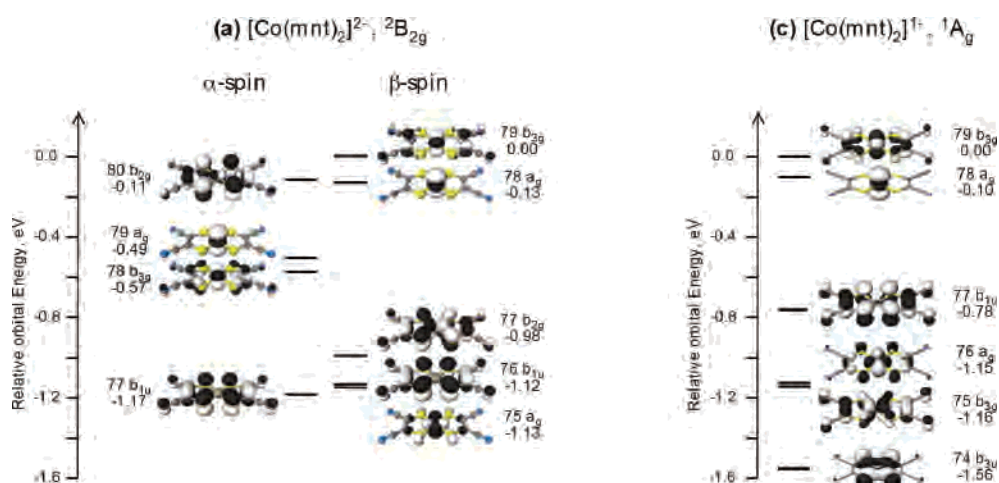 (a) [Co(mnt)₂]²⁻; ²B₂g
α-spin
β-spin
Relative orbital Energy, eV
0.0
-0.4
-0.8
-1.2
-1.6
80 b₂g
-0.11
79 ag
-0.49
78 b₃g
-0.57
77 b₁u
-1.17
79 b₃g
0.00
78 ag
-0.13
77 b₂g
-0.98
76 b₁u
-1.12
75 ag
-1.13
(c) [Co(mnt)₂]¹⁻, ¹Ag
Relative orbital Energy, eV
0.0
-0.4
-0.8
-1.2
-1.6
79 b₃g
0.00
78 ag
-0.10
77 b₁u
-0.78
76 ag
-1.15
75 b₃g
-1.16
74 b₃u
-1.56